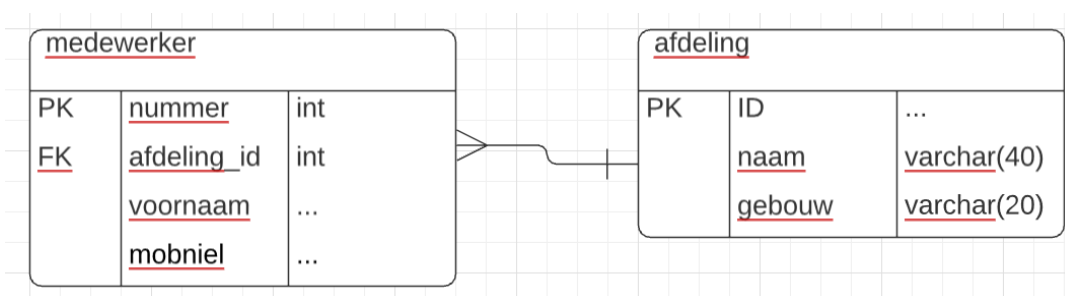 medewerker
PK nummer int
FK afdeling_id int
voornaam ...
mobniel ...
afdeling
PK ID ...
naam varchar(40)
gebouw varchar(20)